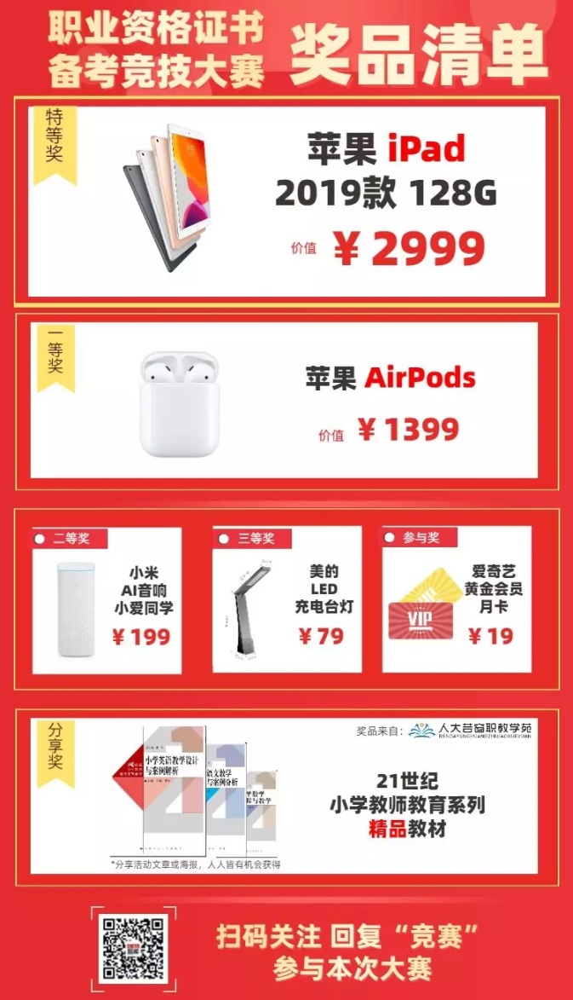 职业资格证书
备考竞技大赛
奖品清单
特等奖
苹果 iPad
2019款 128G
价值 ¥2999
一等奖
苹果 AirPods
价值 ¥1399
二等奖
小米
AI音响
小爱同学
¥199
三等奖
美的
LED
充电台灯
¥79
参与奖
VIP
VIP
爱奇艺
黄金会员
月卡
¥19
分享奖
奖品来自：
人大芸窗职教学苑
RENDAYUNCHUANGZHIJIAOXUEYUAN
小学英语教学设计
与案例解析
语文教学
与案例分析
学数学
程与教学
21世纪
小学教师教育系列
精品教材
*分享活动文章或海报，人人皆有机会获得
扫码关注 回复“竞赛”
参与本次大赛